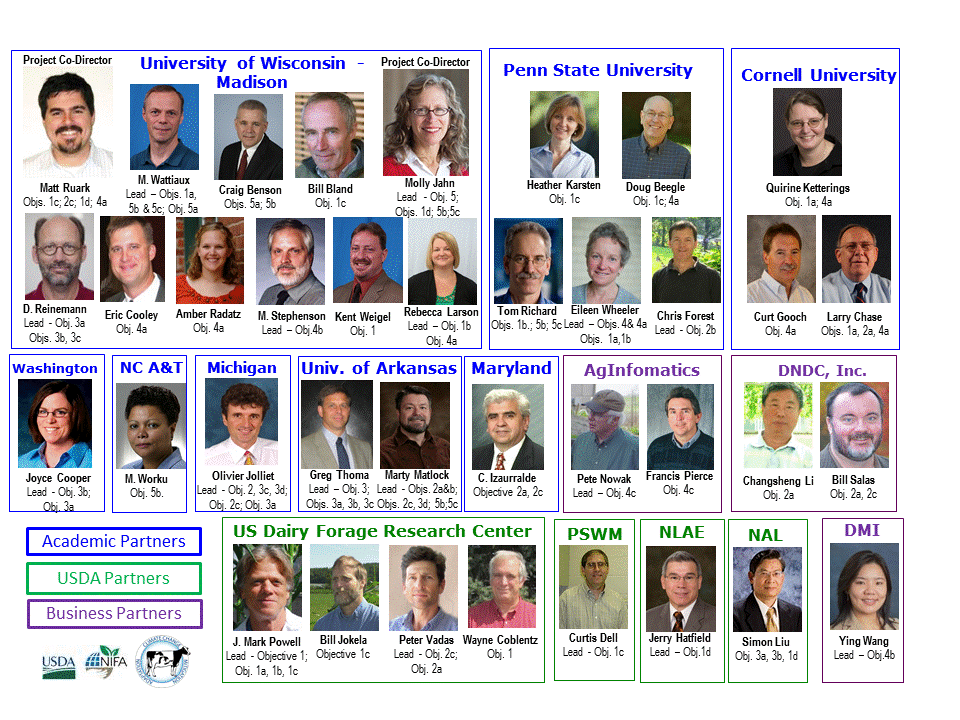 Project Co-Director
University of Wisconsin -
Madison
Project Co-Director
Matt Ruark
Objs. 1c; 2c; 1d; 4a
M. Wattiaux
Lead – Objs. 1a,
5b & 5c; Obj. 5a
Craig Benson
Objs. 5a; 5b
Bill Bland
Obj. 1c
Molly Jahn
Lead - Obj. 5;
Objs. 1d; 5b;5c
D. Reinemann
Lead - Obj. 3a
Objs. 3b, 3c
Eric Cooley
Obj. 4a
Amber Radatz
Obj. 4a
M. Stephenson
Lead – Obj.4b
Kent Weigel
Obj. 1
Rebecca Larson
Lead – Obj. 1b
Obj. 4a
Penn State University
Heather Karsten
Obj. 1c
Doug Beegle
Obj. 1c; 4a
Tom Richard
Objs. 1b.; 5b; 5c
Eileen Wheeler
Lead – Objs. 4& 4a
Objs. 1a,1b
Chris Forest
Lead - Obj. 2b
Cornell University
Quirine Ketterings
Obj. 1a; 4a
Curt Gooch
Obj. 4a
Larry Chase
Objs. 1a, 2a, 4a
Washington
Joyce Cooper
Lead - Obj. 3b;
Obj. 3a
NC A&T
M. Worku
Obj. 5b.
Michigan
Olivier Jolliet
Lead - Obj. 2, 3c, 3d;
Obj. 2c; Obj. 3a
Univ. of Arkansas
Greg Thoma
Lead – Obj. 3;
Objs. 3a, 3b, 3c
Marty Matlock
Lead - Objs. 2a&b;
Objs. 2c, 3d; 5b;5c
Maryland
C. Izaurralde
Objective 2a, 2c
AgInfomatics
Pete Nowak
Lead – Obj. 4c
Francis Pierce
Obj. 4c
DNDC, Inc.
Changsheng Li
Obj. 2a
Bill Salas
Obj. 2a, 2c
Academic Partners
USDA Partners
Business Partners
USDA
NIFA
US Dairy Forage Research Center
J. Mark Powell
Lead - Objective 1;
Obj. 1a, 1b, 1c
Bill Jokela
Objective 1c
Peter Vadas
Lead - Obj. 2c;
Obj. 2a
Wayne Coblentz
Obj. 1
PSWM
Curtis Dell
Lead - Obj. 1c
NLAE
Jerry Hatfield
Lead – Obj.1d
NAL
Simon Liu
Obj. 3a, 3b, 1d
DMI
Ying Wang
Lead – Obj.4b